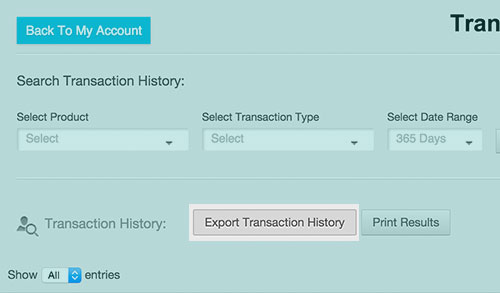 Back To My Account
Tran
Search Transaction History:
Select Product Select Transaction Type Select Date Range
Select Select 365 Days
Transaction History: Export Transaction History Print Results
Show All entries